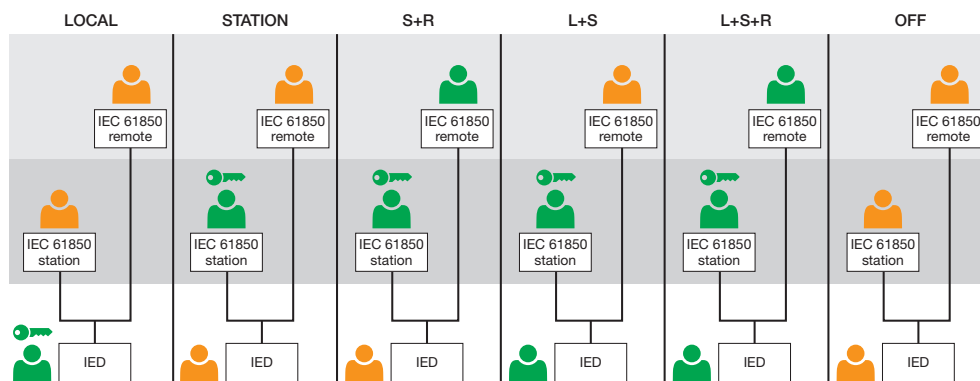 LOCAL
STATION
S+R
L+S
L+S+R
OFF
IEC 61850
remote
IEC 61850
remote
IEC 61850
remote
IEC 61850
remote
IEC 61850
remote
IEC 61850
remote
IEC 61850
station
IEC 61850
station
IEC 61850
station
IEC 61850
station
IEC 61850
station
IEC 61850
station
IED
IED
IED
IED
IED
IED